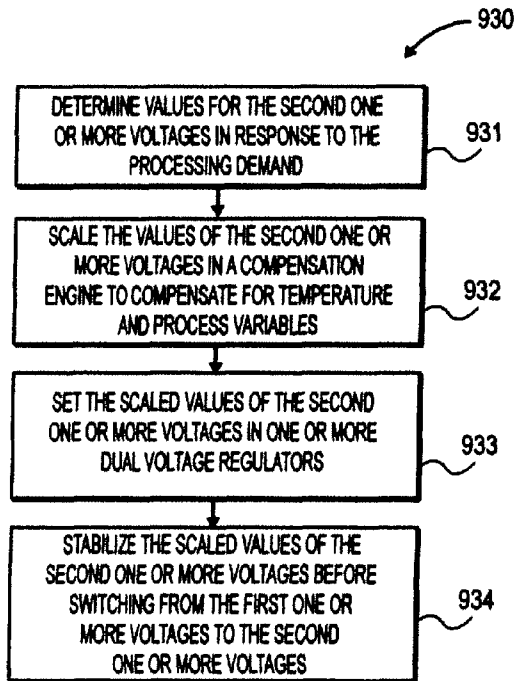 930
DETERMINE VALUES FOR THE SECOND ONE
OR MORE VOLTAGES IN RESPONSE TO THE
PROCESSING DEMAND
931
SCALE THE VALUES OF THE SECOND ONE OR
MORE VOLTAGES IN A COMPENSATION
ENGINE TO COMPENSATE FOR TEMPERATURE
AND PROCESS VARIABLES
932
SET THE SCALED VALUES OF THE SECOND
ONE OR MORE VOLTAGES IN ONE OR MORE
DUAL VOLTAGE REGULATORS
933
STABILIZE THE SCALED VALUES OF THE
SECOND ONE OR MORE VOLTAGES BEFORE
SWITCHING FROM THE FIRST ONE OR
MORE VOLTAGES TO THE SECOND
ONE OR MORE VOLTAGES
934